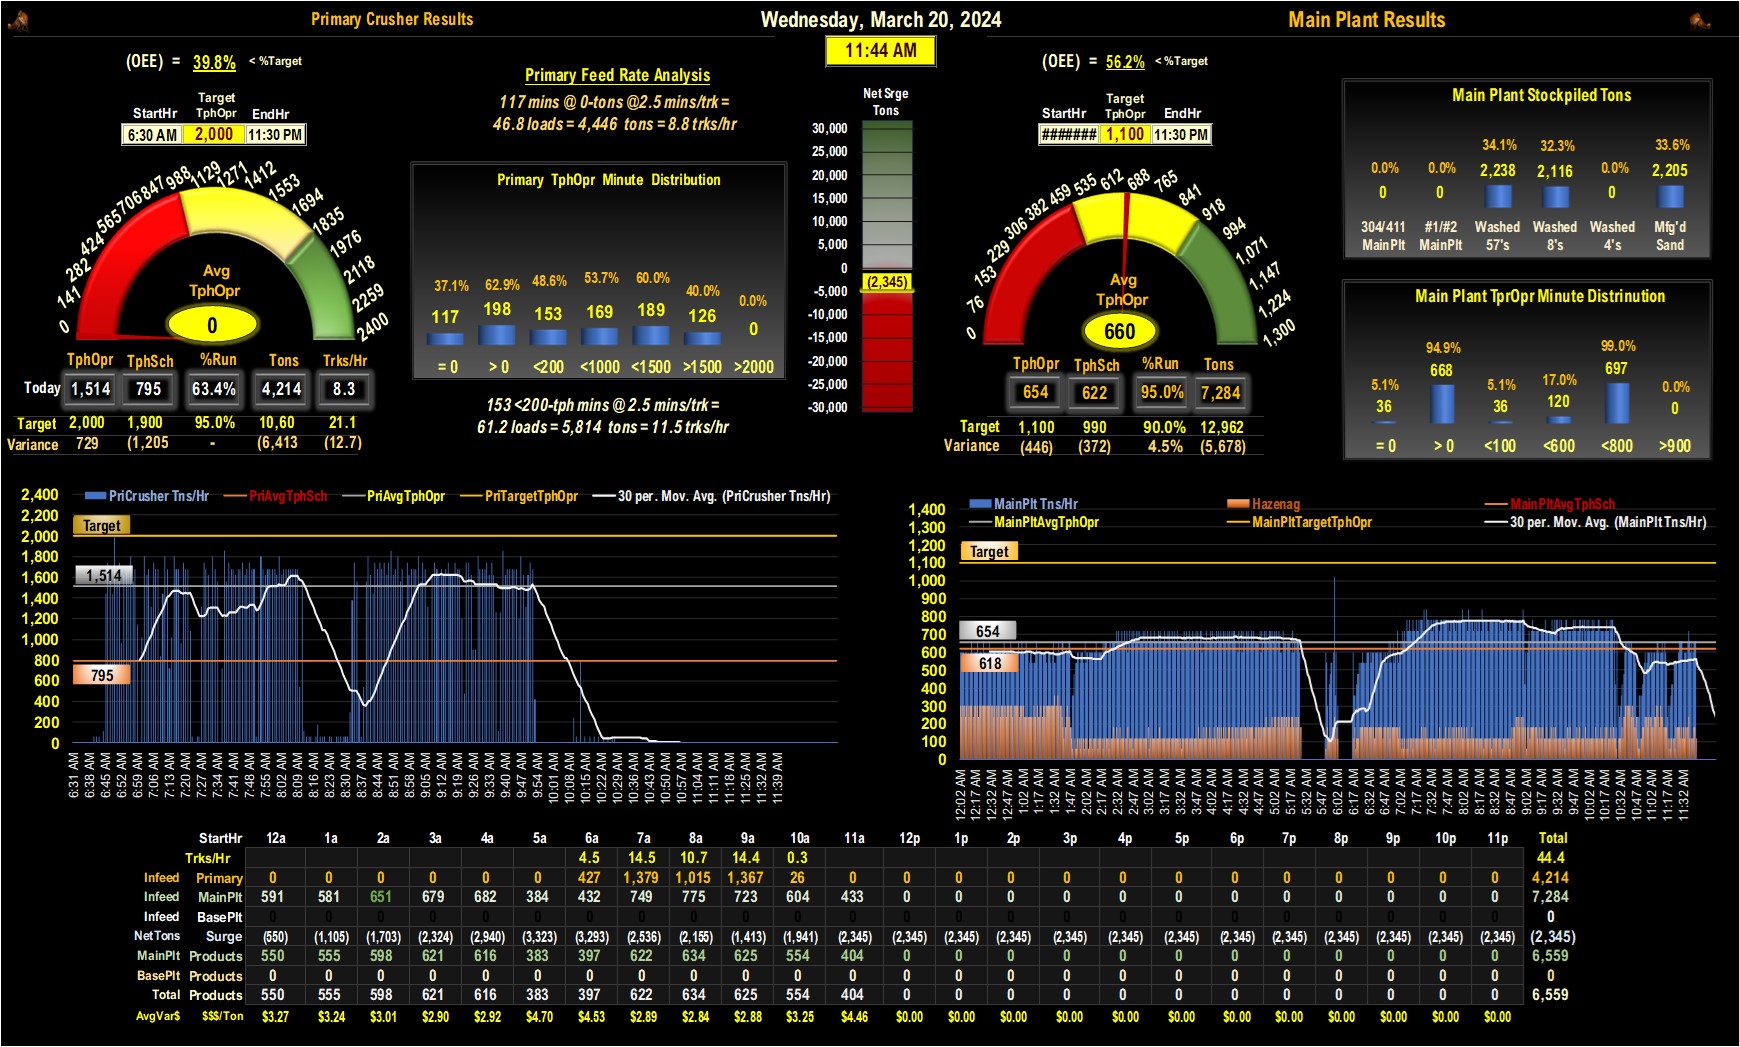 Primary Crusher Results
Wednesday, March 20, 2024
Main Plant Results
11:44 AM
(OEE) = 39.8% < %Target
StartHr Target TphOpr EndHr
6:30 AM 2,000 11:30 PM
0 141 282 424 565 706 847 988 1129 1271 1412 1553 1694 1835 1976 2118 2259 2400
Avg
TphOpr
0
TphOpr TphSch %Run Tons Trks/Hr
Today 1,514 795 63.4% 4,214 8.3
Target 2,000 1,900 95.0% 10,60 21.1
Variance 729 (1,205 - (6,413 (12.7)
Primary Feed Rate Analysis
117 mins @ 0-tons @2.5 mins/trk =
46.8 loads = 4,446 tons = 8.8 trks/hr
Primary TphOpr Minute Distribution
37.1% 62.9% 48.6% 53.7% 60.0% 40.0% 0.0%
117 198 153 169 189 126 0
= 0 > 0 <200 <1000 <1500 >1500 >2000
153 <200-tph mins @ 2.5 mins/trk =
61.2 loads = 5,814 tons = 11.5 trks/hr
Net Srge
Tons
30,000
25,000
20,000
15,000
10,000
5,000
0
(2,345)
-5,000
-10,000
-15,000
-20,000
-25,000
-30,000
(OEE) = 56.2% < %Target
StartHr Target TphOpr EndHr
####### 1,100 11:30 PM
0 76 153 229 306 382 459 535 612 688 765 841 918 994 1,071 1,147 1,224 1,300
Avg
TphOpr
660
TphOpr TphSch %Run Tons
654 622 95.0% 7,284
Target 1,100 990 90.0% 12,962
Variance (446) (372) 4.5% (5,678)
Main Plant Stockpiled Tons
0.0% 0.0% 34.1% 32.3% 0.0% 33.6%
0 0 2,238 2,116 0 2,205
304/411 #1/#2 Washed Washed Washed Mfg'd
MainPlt MainPlt 57's 8's 4's Sand
Main Plant TprOpr Minute Distrinution
5.1% 94.9% 5.1% 17.0% 99.0% 0.0%
36 668 36 120 697 0
= 0 > 0 <100 <600 <800 >900
PriCrusher Tns/Hr PriAvgTphSch PriAvgTphOpr PriTargetTphOpr 30 per. Mov. Avg. (PriCrusher Tns/Hr)
2,400
2,200
2,000
1,800
1,600
1,400
1,200
1,000
800
600
400
200
0
Target
1,514
795
6:31 AM 6:38 AM 6:45 AM 6:52 AM 6:59 AM 7:06 AM 7:13 AM 7:20 AM 7:27 AM 7:34 AM 7:41 AM 7:48 AM 7:55 AM 8:02 AM 8:09 AM 8:16 AM 8:23 AM 8:30 AM 8:37 AM 8:44 AM 8:51 AM 8:58 AM 9:05 AM 9:12 AM 9:19 AM 9:26 AM 9:33 AM 9:40 AM 9:47 AM 9:54 AM 10:01 AM 10:08 AM 10:15 AM 10:22 AM 10:29 AM 10:36 AM 10:43 AM 10:50 AM 10:57 AM 11:04 AM 11:11 AM 11:18 AM 11:25 AM 11:32 AM 11:39 AM
MainPlt Tns/Hr Hazenag MainPltAvgTphSch
MainPltAvgTphOpr MainPltTargetTphOpr 30 per. Mov. Avg. (MainPlt Tns/Hr)
1,400
1,300
1,200
1,100
1,000
900
800
700
600
500
400
300
200
100
0
Target
654
618
12:02 AM 12:17 AM 12:32 AM 12:47 AM 1:02 AM 1:17 AM 1:32 AM 1:47 AM 2:02 AM 2:17 AM 2:32 AM 2:47 AM 3:02 AM 3:17 AM 3:32 AM 3:47 AM 4:02 AM 4:17 AM 4:32 AM 4:47 AM 5:02 AM 5:17 AM 5:32 AM 5:47 AM 6:02 AM 6:17 AM 6:32 AM 6:47 AM 7:02 AM 7:17 AM 7:32 AM 7:47 AM 8:02 AM 8:17 AM 8:32 AM 8:47 AM 9:02 AM 9:17 AM 9:32 AM 9:47 AM 10:02 AM 10:17 AM 10:32 AM 10:47 AM 11:02 AM 11:17 AM 11:32 AM
StartHr 12a 1a 2a 3a 4a 5a 6a 7a 8a 9a 10a 11a 12p 1p 2p 3p 4p 5p 6p 7p 8p 9p 10p 11p Total
Trks/Hr 4.5 14.5 10.7 14.4 0.3 44.4
Infeed Primary 0 0 0 0 0 0 427 1,379 1,015 1,367 26 0 0 0 0 0 0 0 0 0 0 0 0 0 4,214
Infeed MainPlt 591 581 651 679 682 384 432 749 775 723 604 433 0 0 0 0 0 0 0 0 0 0 0 0 7,284
Infeed BasePlt 0 0 0 0 0 0 0 0 0 0 0 0 0 0 0 0 0 0 0 0 0 0 0 0 0
NetTons Surge (550) (1,105) (1,703) (2,324) (2,940) (3,323) (3,293) (2,536) (2,155) (1,413) (1,941) (2,345) (2,345) (2,345) (2,345) (2,345) (2,345) (2,345) (2,345) (2,345) (2,345) (2,345) (2,345) (2,345) (2,345)
MainPlt Products 550 555 598 621 616 383 397 622 634 625 554 404 0 0 0 0 0 0 0 0 0 0 0 0 6,559
BasePlt Products 0 0 0 0 0 0 0 0 0 0 0 0 0 0 0 0 0 0 0 0 0 0 0 0 0
Total Products 550 555 598 621 616 383 397 622 634 625 554 404 0 0 0 0 0 0 0 0 0 0 0 0 6,559
AvgVar$ $$$/Ton $3.27 $3.24 $3.01 $2.90 $2.92 $4.70 $4.53 $2.89 $2.84 $2.88 $3.25 $4.46 $0.00 $0.00 $0.00 $0.00 $0.00 $0.00 $0.00 $0.00 $0.00 $0.00 $0.00 $0.00